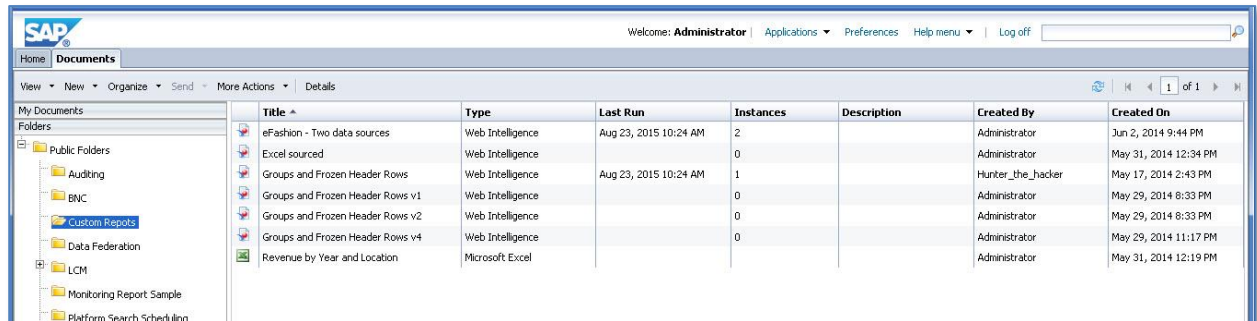 SAP®
Welcome: Administrator | Applications Preferences Help menu | Log off
Home Documents
View New Organize Send More Actions Details 1 of 1
My Documents
Folders
Public Folders
Auditing
BNC
Custom Repots
Data Federation
LCM
Monitoring Report Sample
Platform Search Scheduling
Title Type Last Run Instances Description Created By Created On
eFashion - Two data sources Web Intelligence Aug 23, 2015 10:24 AM 2 Administrator Jun 2, 2014 9:44 PM
Excel sourced Web Intelligence 0 Administrator May 31, 2014 12:34 PM
Groups and Frozen Header Rows Web Intelligence Aug 23, 2015 10:24 AM 1 Hunter_the_hacker May 17, 2014 2:43 PM
Groups and Frozen Header Rows v1 Web Intelligence 0 Administrator May 29, 2014 8:33 PM
Groups and Frozen Header Rows v2 Web Intelligence 0 Administrator May 29, 2014 8:33 PM
Groups and Frozen Header Rows v4 Web Intelligence 0 Administrator May 29, 2014 11:17 PM
Revenue by Year and Location Microsoft Excel Administrator May 31, 2014 12:19 PM